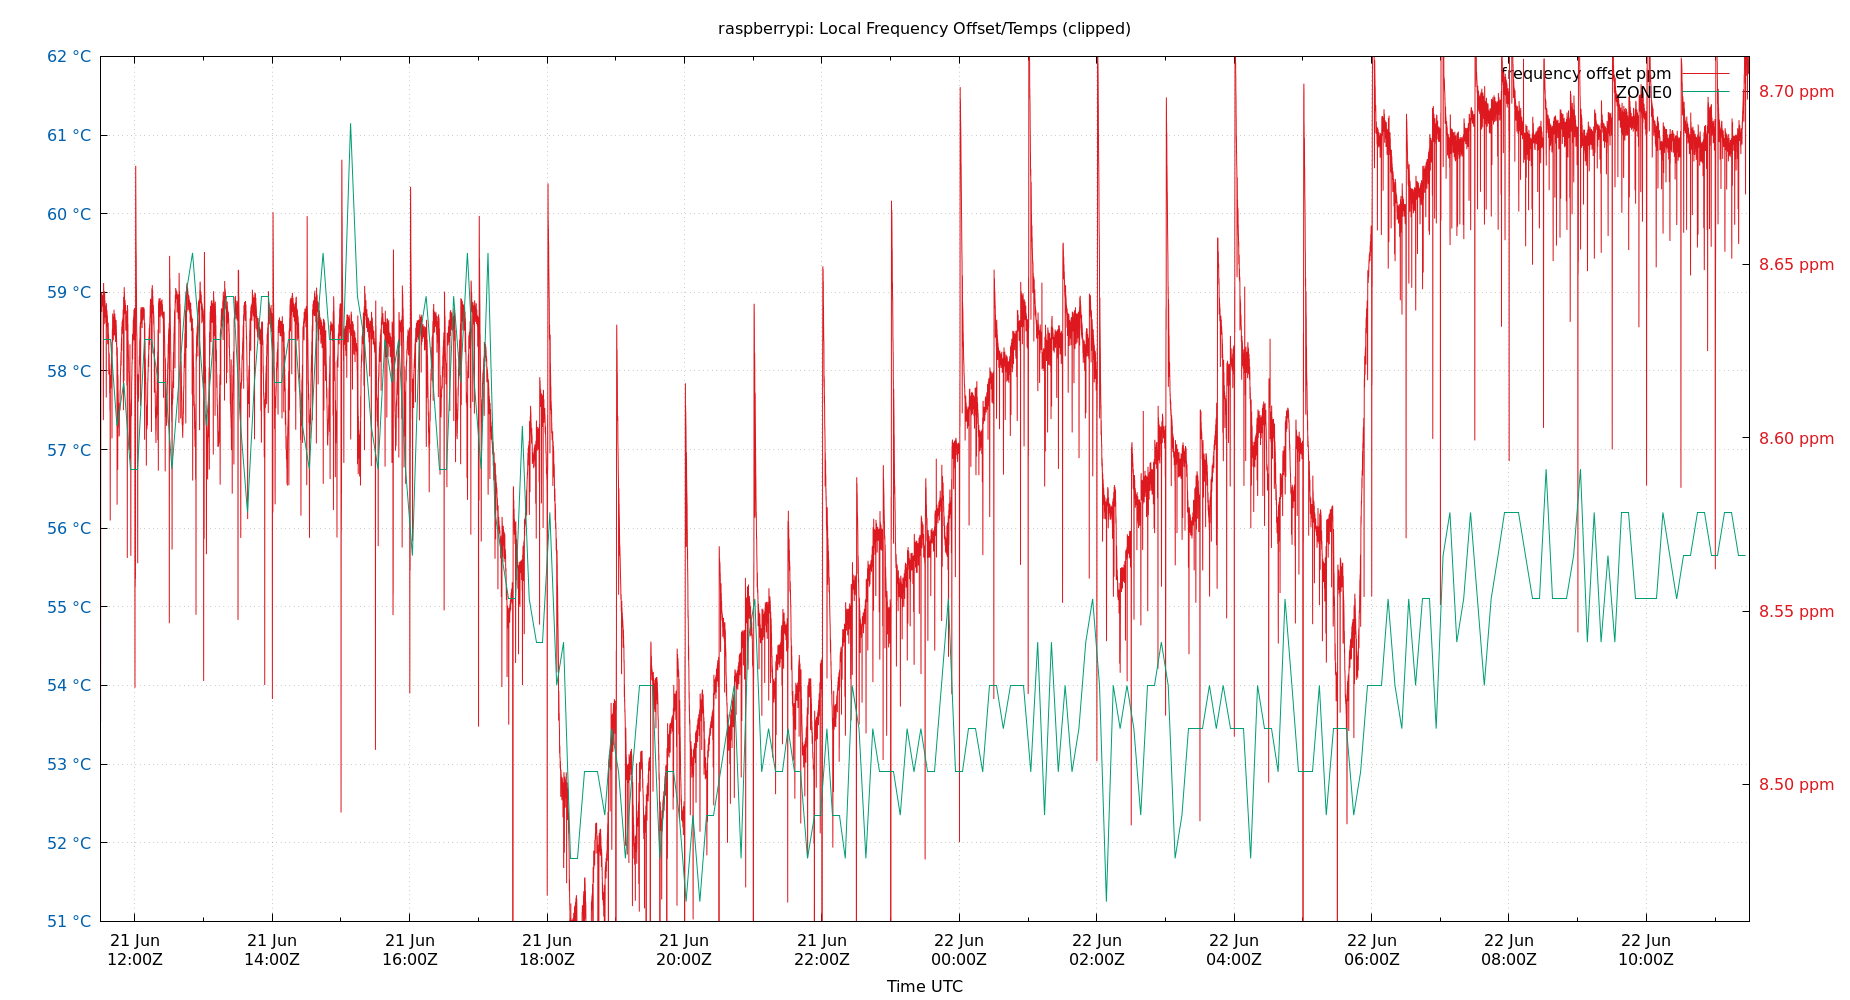 raspberrypi: Local Frequency Offset/Temps (clipped)
62 °C
61 °C
60 °C
59 °C
58 °C
57 °C
56 °C
55 °C
54 °C
53 °C
52 °C
51 °C
frequency offset ppm
ZONE0
8.70 ppm
8.65 ppm
8.60 ppm
8.55 ppm
8.50 ppm
21 Jun
12:00Z
21 Jun
14:00Z
21 Jun
16:00Z
21 Jun
18:00Z
21 Jun
20:00Z
21 Jun
22:00Z
22 Jun
00:00Z
22 Jun
02:00Z
22 Jun
04:00Z
22 Jun
06:00Z
22 Jun
08:00Z
22 Jun
10:00Z
Time UTC